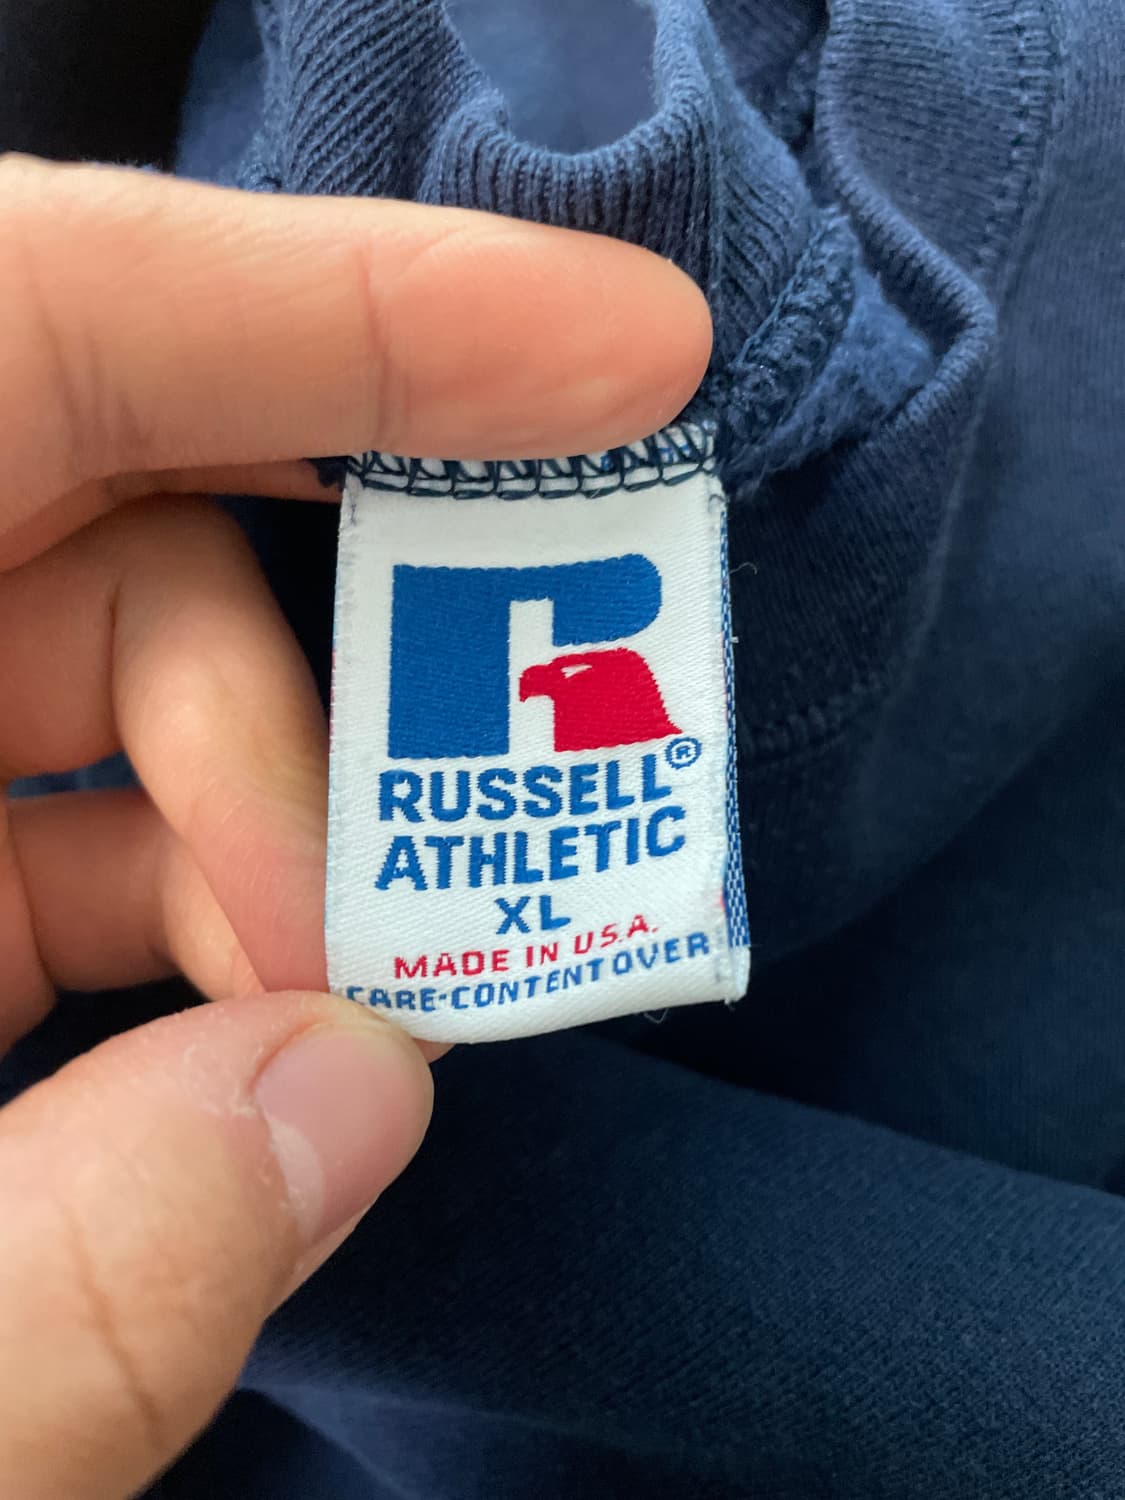 ®
RUSSELL
ATHLETIC
XL
MADE IN U.S.A.
CARE-CONTENT OVER